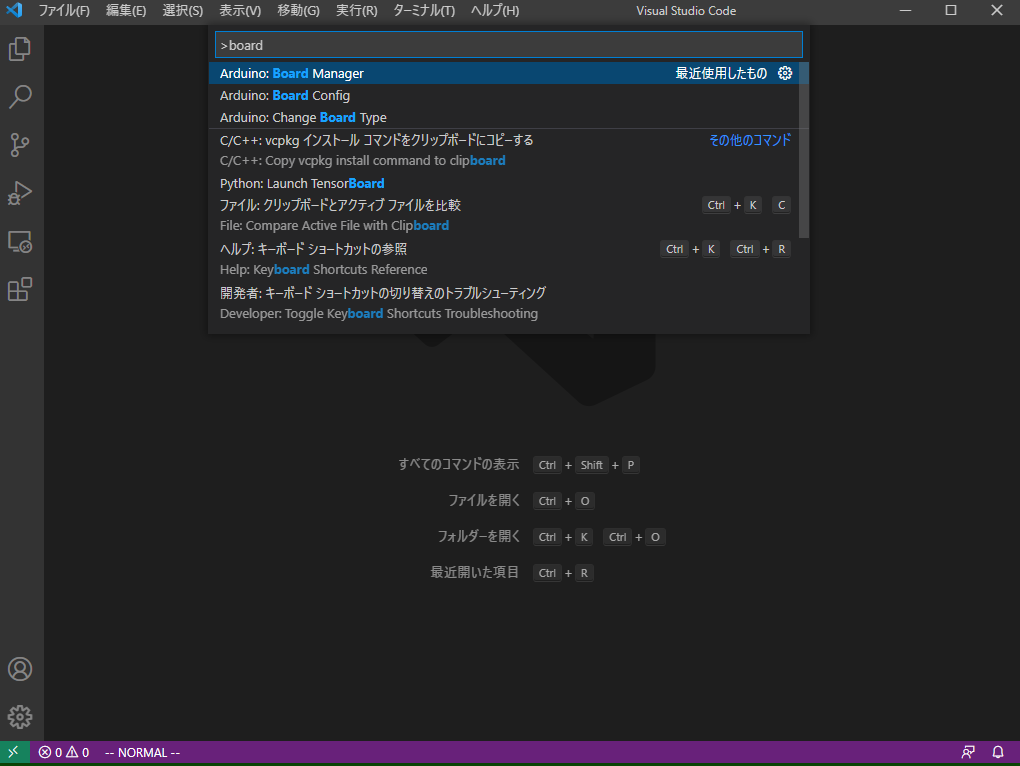 ファイル(F) 編集(E) 選択(S) 表示(V) 移動(G) 実行(R) ターミナル(T) ヘルプ(H) Visual Studio Code
>board
Arduino: Board Manager 最近使用したもの
Arduino: Board Config
Arduino: Change Board Type
C/C++: vcpkg インストール コマンドをクリップボードにコピーする その他のコマンド
C/C++: Copy vcpkg install command to clipboard
Python: Launch TensorBoard
ファイル: クリップボードとアクティブ ファイルを比較 Ctrl + K C
File: Compare Active File with Clipboard
ヘルプ: キーボード ショートカットの参照 Ctrl + K Ctrl + R
Help: Keyboard Shortcuts Reference
開発者: キーボード ショートカットの切り替えのトラブルシューティング
Developer: Toggle Keyboard Shortcuts Troubleshooting
すべてのコマンドの表示 Ctrl + Shift + P
ファイルを開く Ctrl + O
フォルダーを開く Ctrl + K Ctrl + O
最近開いた項目 Ctrl + R
0 0 -- NORMAL --